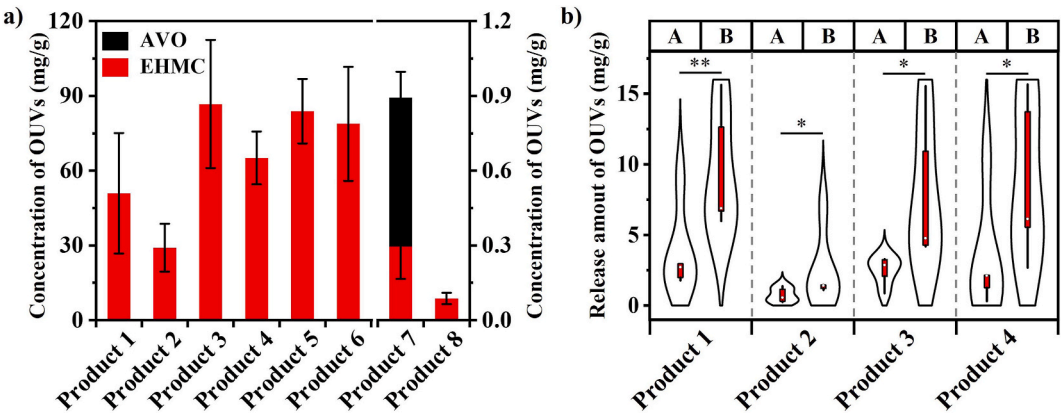 a)
Concentration of OUVs (mg/g)
120
90
60
30
0
AVO
EHMC
1.2
0.9
0.6
0.3
0.0
Concentration of OUVs (mg/g)
Product 1
Product 2
Product 3
Product 4
Product 5
Product 6
Product 7
Product 8
b)
A B A B A B A B
** * * *
Release amout of OUVs (mg/g)
15
10
5
0
Product 1
Product 2
Product 3
Product 4